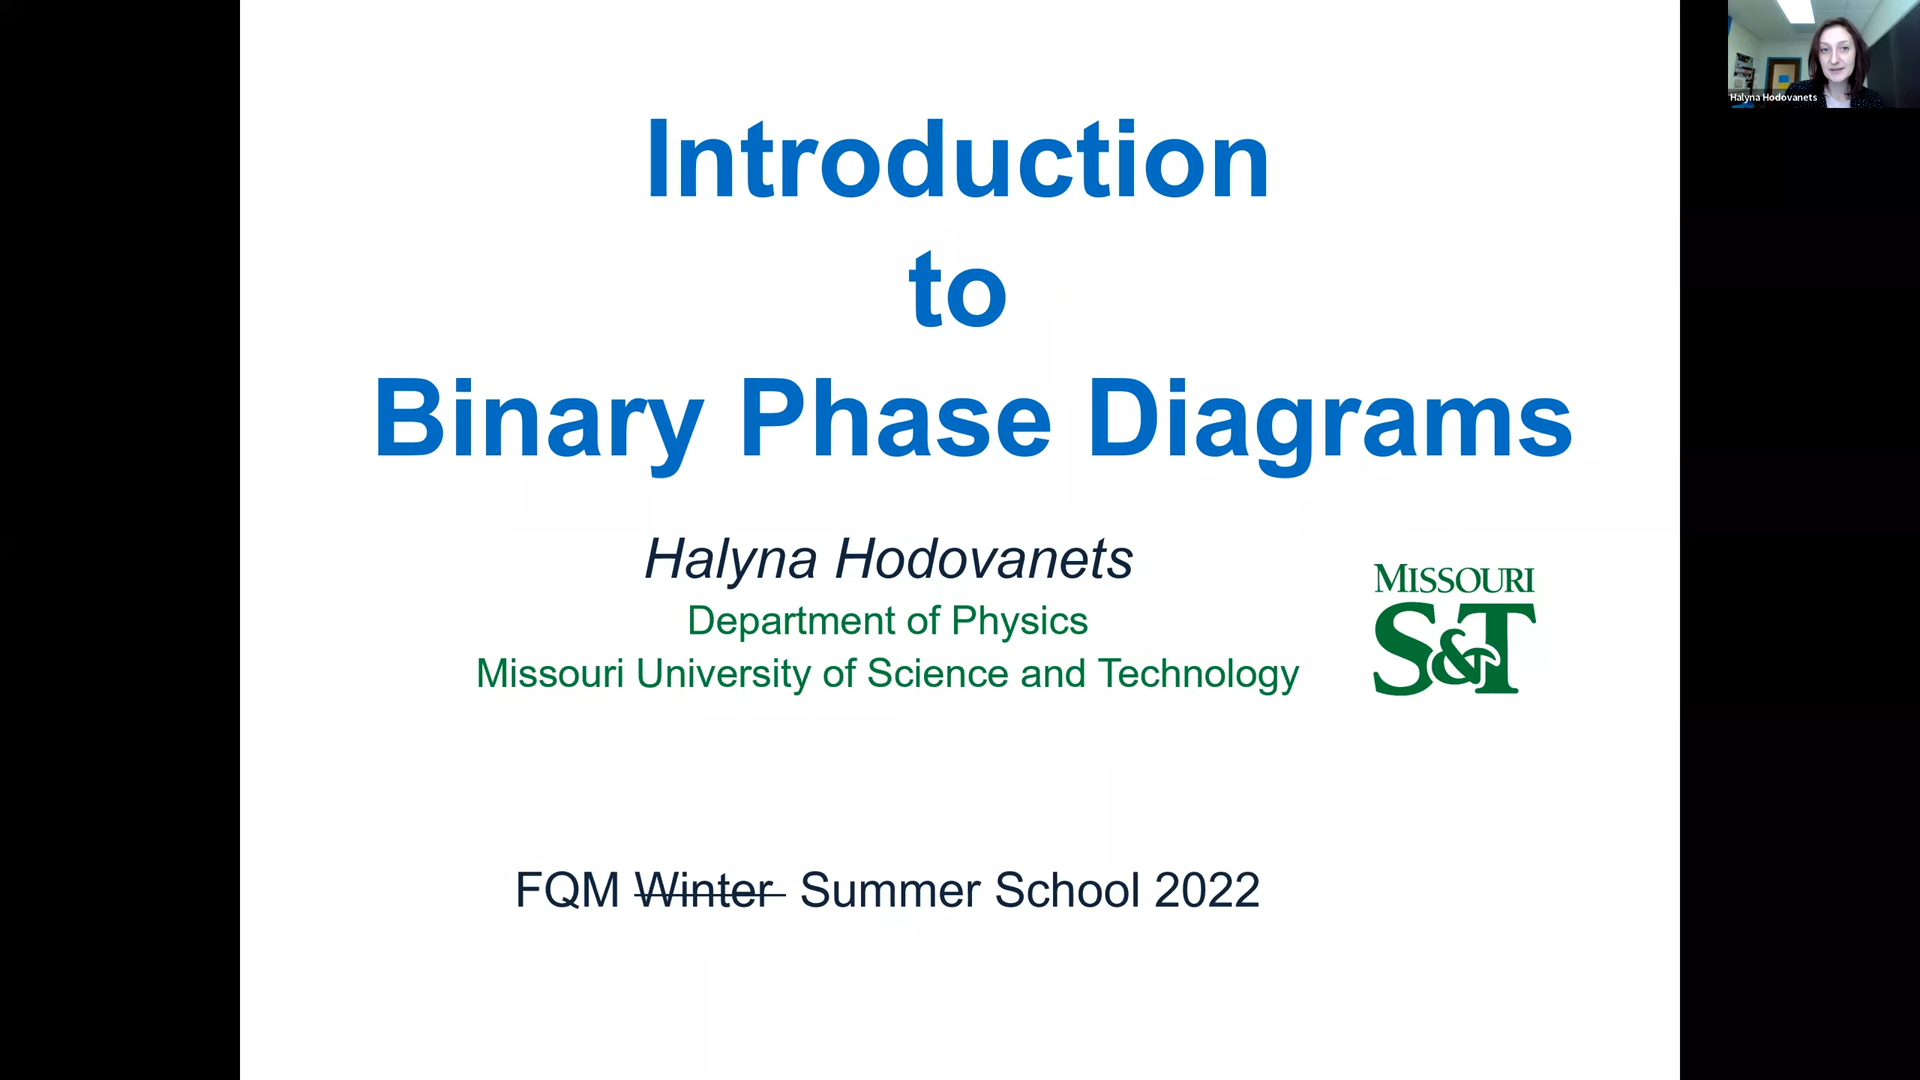 Introduction
to
Binary Phase Diagrams
Halyna Hodovanets
Department of Physics
Missouri University of Science and Technology
MISSOURI
S&T
FQM Winter Summer School 2022
Halyna Hodovanets